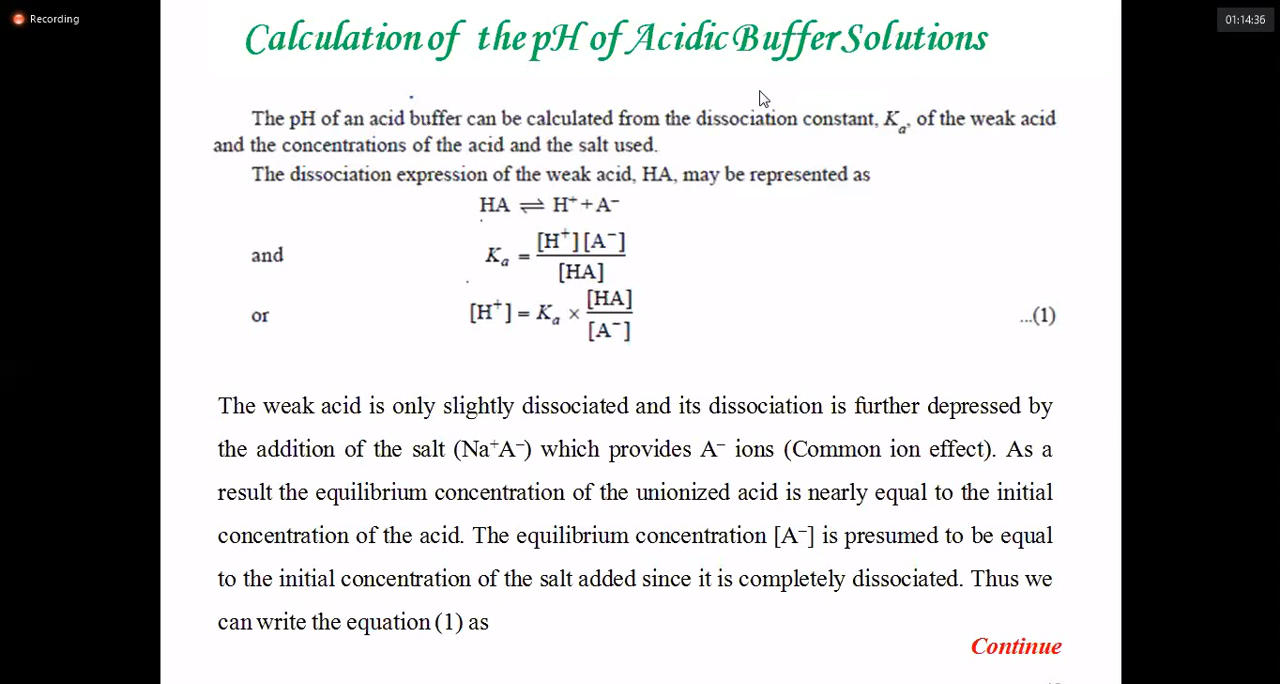 Recording
01:14:36
Calculation of the pH of Acidic Buffer Solutions
The pH of an acid buffer can be calculated from the dissociation constant, Kₐ, of the weak acid
and the concentrations of the acid and the salt used.
The dissociation expression of the weak acid, HA, may be represented as
HA ⇌ H⁺ + A⁻
and Kₐ = [H⁺] [A⁻] / [HA]
or [H⁺] = Kₐ × [HA] / [A⁻] ...(1)
The weak acid is only slightly dissociated and its dissociation is further depressed by
the addition of the salt (Na⁺A⁻) which provides A⁻ ions (Common ion effect). As a
result the equilibrium concentration of the unionized acid is nearly equal to the initial
concentration of the acid. The equilibrium concentration [A⁻] is presumed to be equal
to the initial concentration of the salt added since it is completely dissociated. Thus we
can write the equation (1) as
Continue